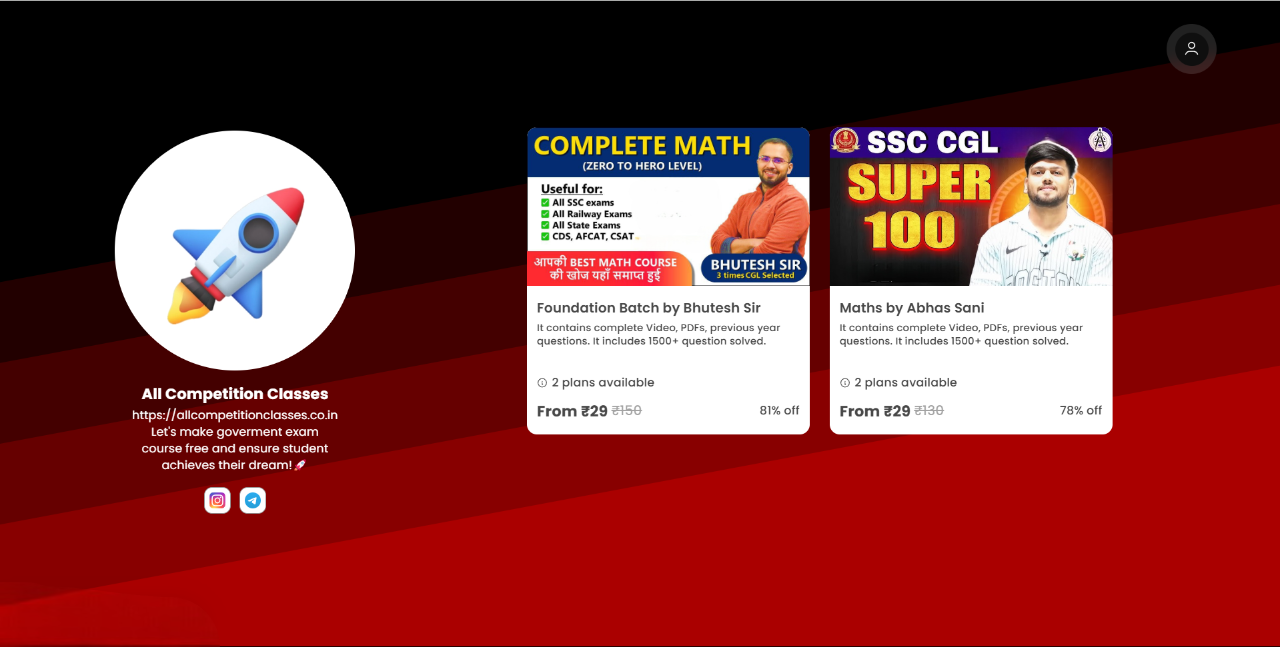 All Competition Classes
https://allcompetitionclasses.co.in
Let's make goverment exam
course free and ensure student
achieves their dream!🚀
COMPLETE MATH
(ZERO TO HERO LEVEL)
Useful for:
✅ All SSC exams
✅ All Railway Exams
✅ All State Exams
✅ CDS, AFCAT, CSAT
आपकी BEST MATH COURSE
की खोज यहाँ समाप्त हुई
BHUTESH SIR
3 times CGL Selected
Foundation Batch by Bhutesh Sir
It contains complete Video, PDFs, previous year
questions. It includes 1500+ question solved.
2 plans available
From ₹29 ₹150
81% off
SSC CGL
SUPER
100
Maths by Abhas Sani
It contains complete Video, PDFs, previous year
questions. It includes 1500+ question solved.
2 plans available
From ₹29 ₹130
78% off